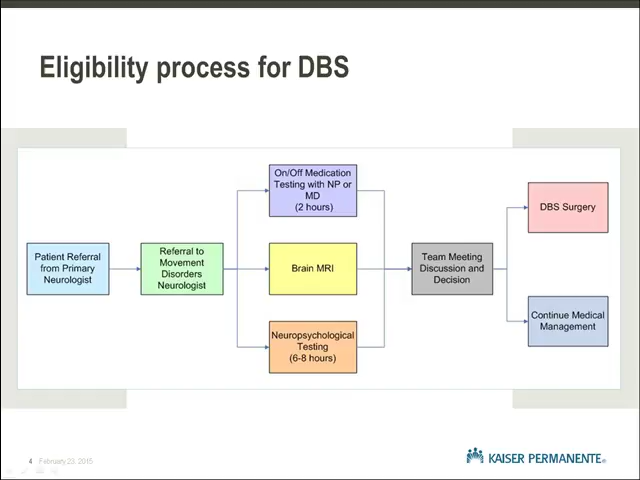 Eligibility process for DBS
On/Off Medication
Testing with NP or
MD
(2 hours)
Patient Referral
from Primary
Neurologist
Referral to
Movement
Disorders
Neurologist
Brain MRI
Neuropsychological
Testing
(6-8 hours)
Team Meeting
Discussion and
Decision
DBS Surgery
Continue Medical
Management
4 February 23, 2015
KAISER PERMANENTE®